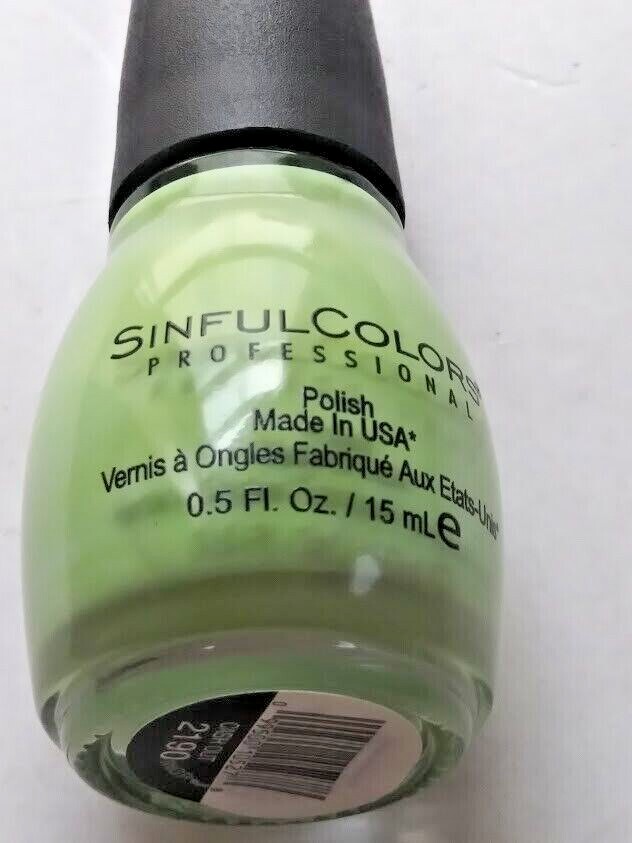 SINFULCOLORS®
PROFESSIONAL
Polish
Made In USA*
Vernis à Ongles Fabriqué Aux Etats-Unis*
0.5 Fl. Oz. / 15 mL e
2190